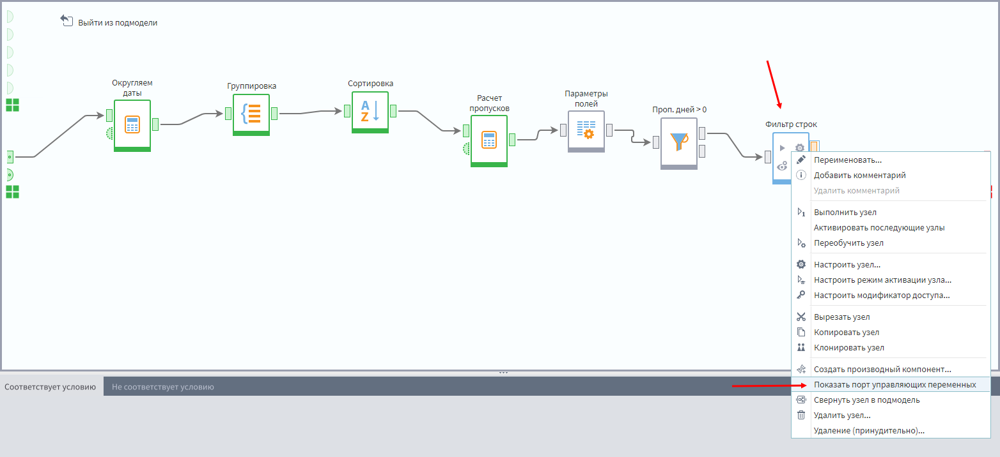 Выйти из подмодели
Округляем
даты
Группировка
Сортировка
A
Z
Расчет
пропусков
Параметры
полей
Проп. дней > 0
Фильтр строк
Переименовать...
Добавить комментарий
Удалить комментарий
1
Выполнить узел
Активировать последующие узлы
Переобучить узел
Настроить узел...
Настроить режим активации узла...
Настроить модификатор доступа...
Вырезать узел
Копировать узел
Клонировать узел
Создать производный компонент...
Показать порт управляющих переменных
Свернуть узел в подмодель
Удалить узел...
Удаление (принудительно)...
Соответствует условию
Не соответствует условию